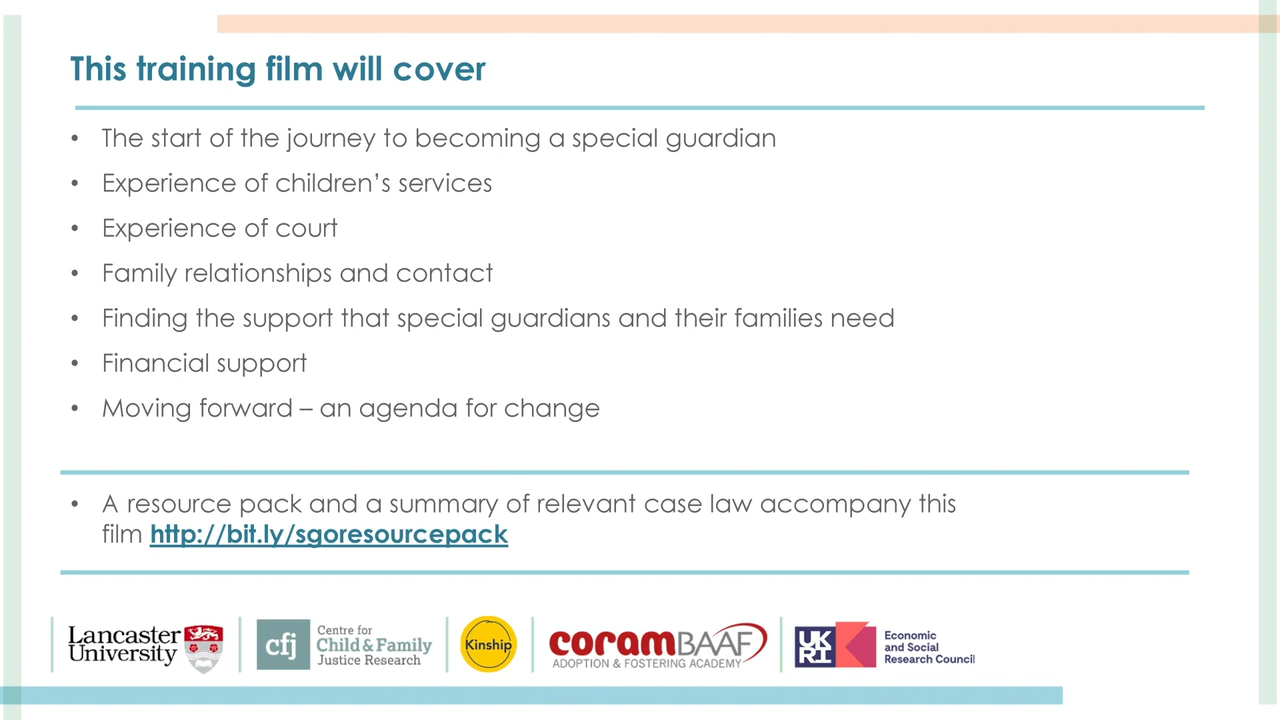 This training film will cover
• The start of the journey to becoming a special guardian
• Experience of children’s services
• Experience of court
• Family relationships and contact
• Finding the support that special guardians and their families need
• Financial support
• Moving forward – an agenda for change
• A resource pack and a summary of relevant case law accompany this
film http://bit.ly/sgoresourcepack
Lancaster
University
cfj
Centre for
Child & Family
Justice Research
Kinship
coramBAAF
ADOPTION & FOSTERING ACADEMY
UK
RI
Economic
and Social
Research Council